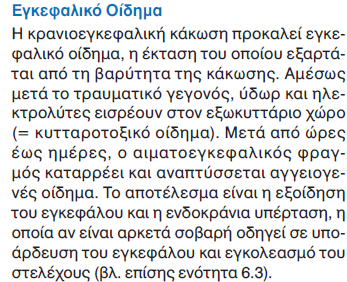 Εγκεφαλικό Οίδημα
Η κρανιοεγκεφαλική κάκωση προκαλεί εγκε-
φαλικό οίδημα, η έκταση του οποίου εξαρτά-
ται από τη βαρύτητα της κάκωσης. Αμέσως
μετά το τραυματικό γεγονός, ύδωρ και ηλε-
κτρολύτες εισρέουν στον εξωκυττάριο χώρο
(= κυτταροτοξικό οίδημα). Μετά από ώρες
έως ημέρες, ο αιματοεγκεφαλικός φραγ-
μός καταρρέει και αναπτύσσεται αγγειογε-
νές οίδημα. Το αποτέλεσμα είναι η εξοίδηση
του εγκεφάλου και η ενδοκράνια υπέρταση, η
οποία αν είναι αρκετά σοβαρή οδηγεί σε υπο-
άρδευση του εγκεφάλου και εγκολεασμό του
στελέχους (βλ. επίσης ενότητα 6.3).